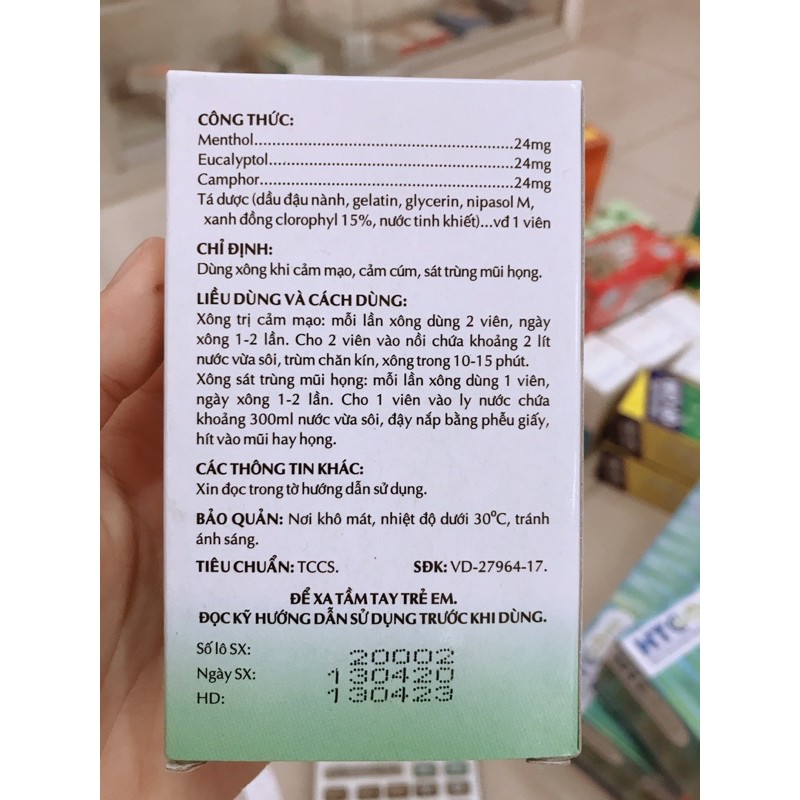 CÔNG THỨC:
Menthol..........................................................24mg
Eucalyptol......................................................24mg
Camphor........................................................24mg
Tá dược (dầu đậu nành, gelatin, glycerin, nipasol M,
xanh đồng clorophyl 15%, nước tinh khiết)...vđ 1 viên
CHỈ ĐỊNH:
Dùng xông khi cảm mạo, cảm cúm, sát trùng mũi họng.
LIỀU DÙNG VÀ CÁCH DÙNG:
Xông trị cảm mạo: mỗi lần xông dùng 2 viên, ngày
xông 1-2 lần. Cho 2 viên vào nồi chứa khoảng 2 lít
nước vừa sôi, trùm chăn kín, xông trong 10-15 phút.
Xông sát trùng mũi họng: mỗi lần xông dùng 1 viên,
ngày xông 1-2 lần. Cho 1 viên vào ly nước chứa
khoảng 300ml nước vừa sôi, đậy nắp bằng phễu giấy,
hít vào mũi hay họng.
CÁC THÔNG TIN KHÁC:
Xin đọc trong tờ hướng dẫn sử dụng.
BẢO QUẢN: Nơi khô mát, nhiệt độ dưới 30°C, tránh
ánh sáng.
TIÊU CHUẨN: TCCS. SĐK: VD-27964-17.
ĐỂ XA TẦM TAY TRẺ EM.
ĐỌC KỸ HƯỚNG DẪN SỬ DỤNG TRƯỚC KHI DÙNG.
Số lô SX: 20002
Ngày SX: 130420
HD: 130423
HTC